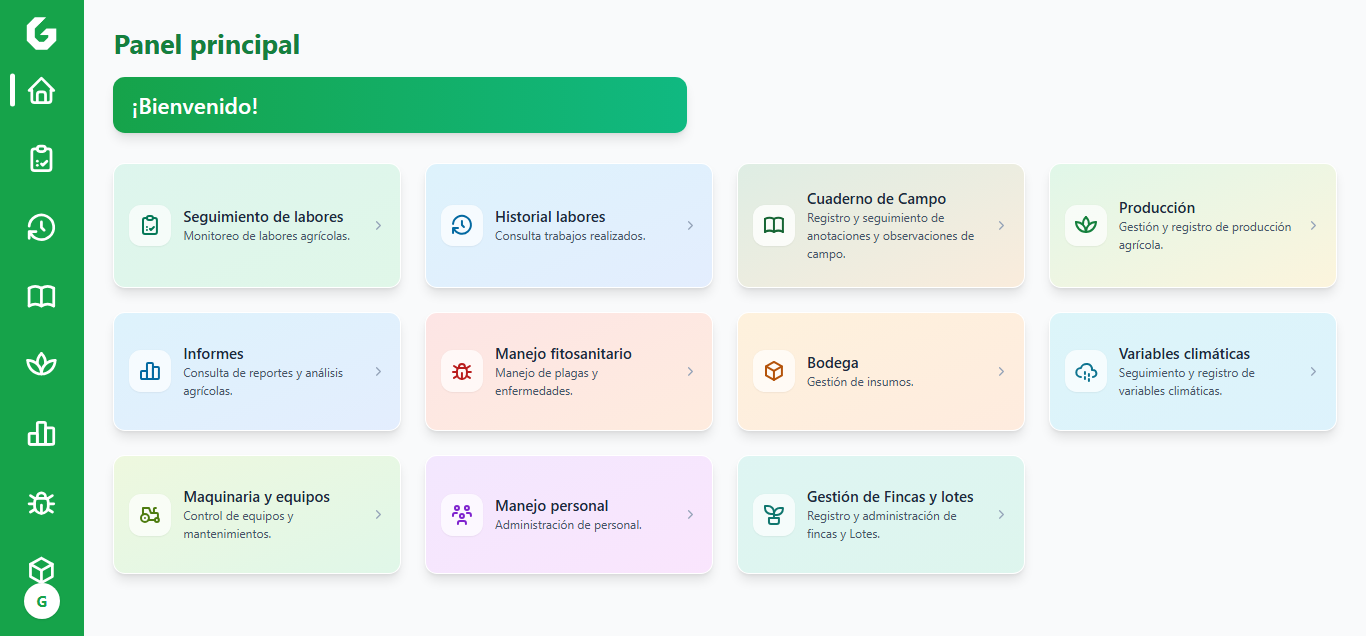 Panel principal
¡Bienvenido!
Seguimiento de labores
Monitoreo de labores agrícolas.
Historial labores
Consulta trabajos realizados.
Cuaderno de Campo
Registro y seguimiento de
anotaciones y observaciones de
campo.
Producción
Gestión y registro de producción
agrícola.
Informes
Consulta de reportes y análisis
agrícolas.
Manejo fitosanitario
Manejo de plagas y
enfermedades.
Bodega
Gestión de insumos.
Variables climáticas
Seguimiento y registro de
variables climáticas.
Maquinaria y equipos
Control de equipos y
mantenimientos.
Manejo personal
Administración de personal.
Gestión de Fincas y lotes
Registro y administración de
fincas y Lotes.
G